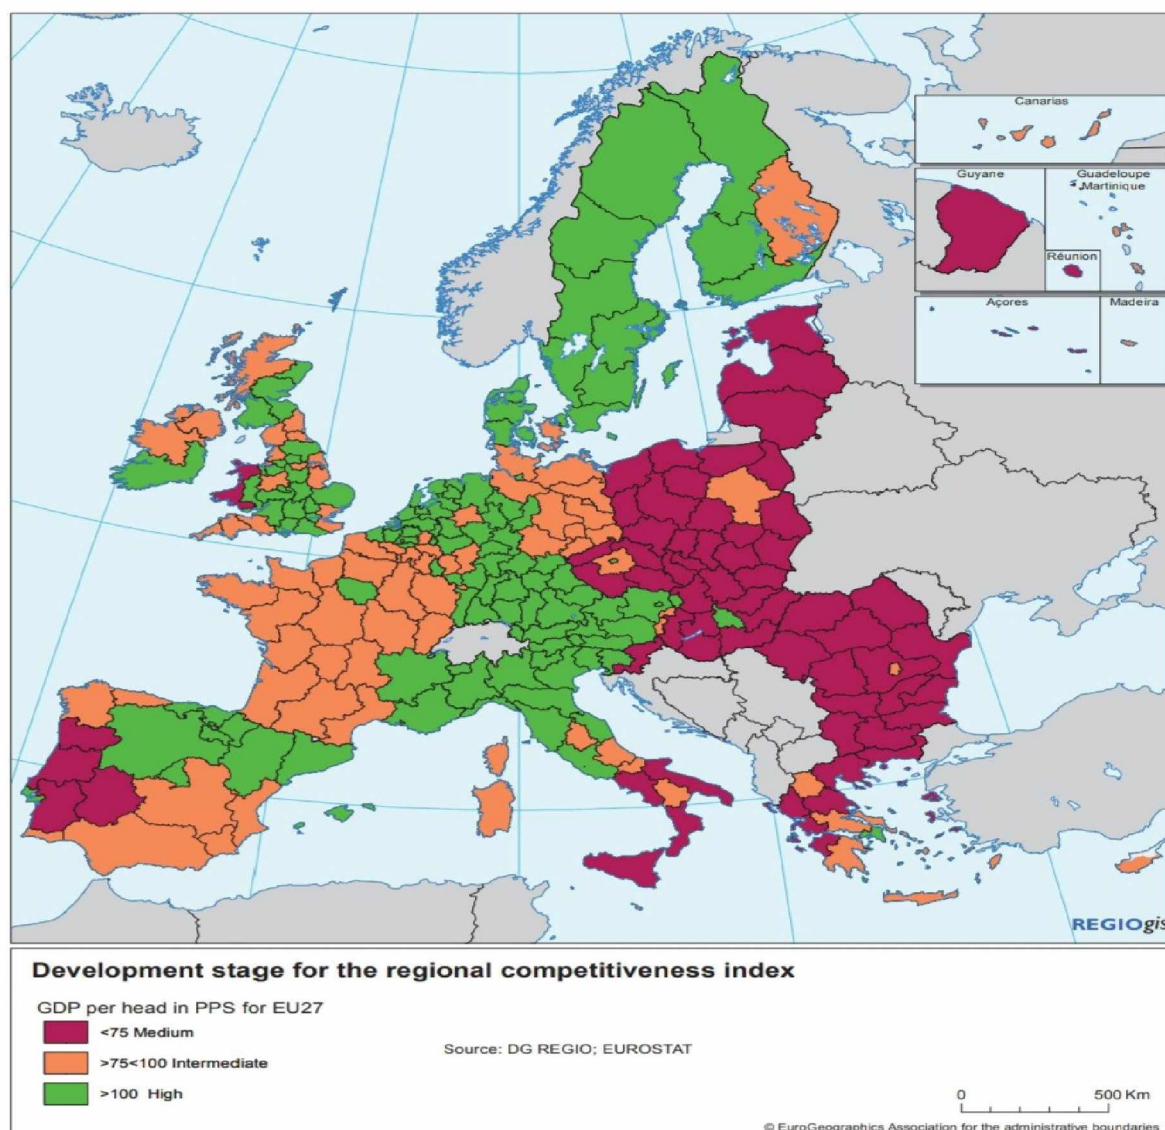 Canarias
Guyane
Guadeloupe
Martinique
Réunion
Açores
Madeira
REGIOgis
Development stage for the regional competitiveness index
GDP per head in PPS for EU27
<75 Medium
>75<100 Intermediate
>100 High
Source: DG REGIO; EUROSTAT
0 500 Km
© EuroGeographics Association for the administrative boundaries